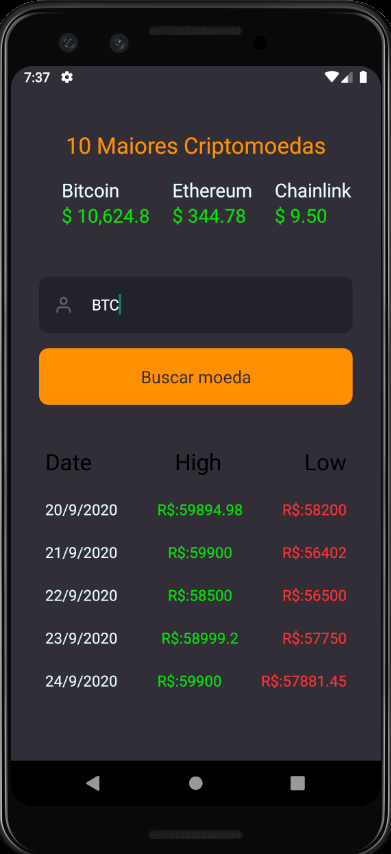 7:37
10 Maiores Criptomoedas
Bitcoin Ethereum Chainlink
$ 10,624.8 $ 344.78 $ 9.50
BTC
Buscar moeda
Date High Low
20/9/2020 R$:59894.98 R$:58200
21/9/2020 R$:59900 R$:56402
22/9/2020 R$:58500 R$:56500
23/9/2020 R$:58999.2 R$:57750
24/9/2020 R$:59900 R$:57881.45